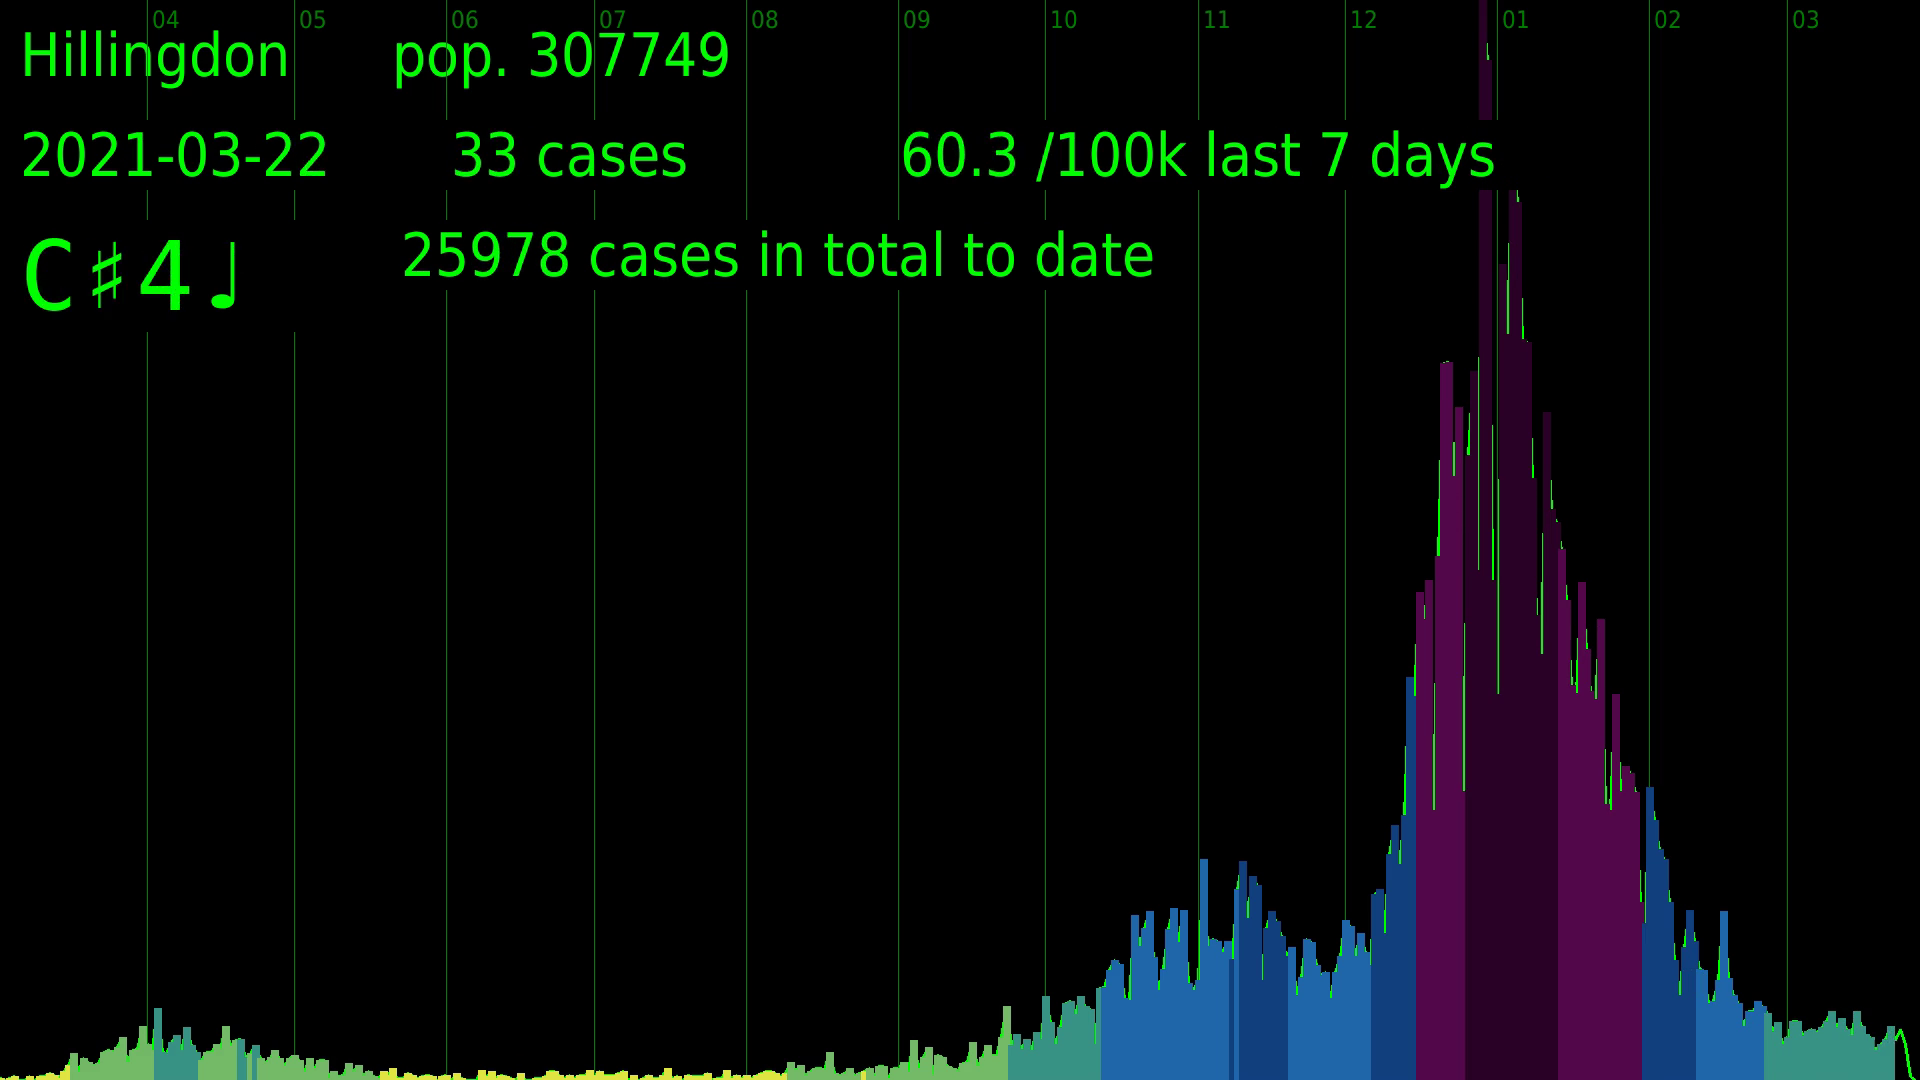 04 05 06 07 08 09 10 11 12 01 02 03
Hillingdon pop. 307749
2021-03-22 33 cases 60.3 /100k last 7 days
25978 cases in total to date
C♯4♩